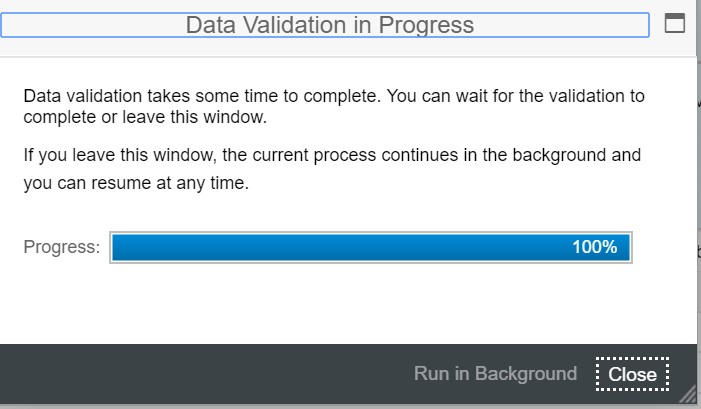 Data Validation in Progress
Data validation takes some time to complete. You can wait for the validation to
complete or leave this window.
If you leave this window, the current process continues in the background and
you can resume at any time.
Progress: 100%
Run in Background Close